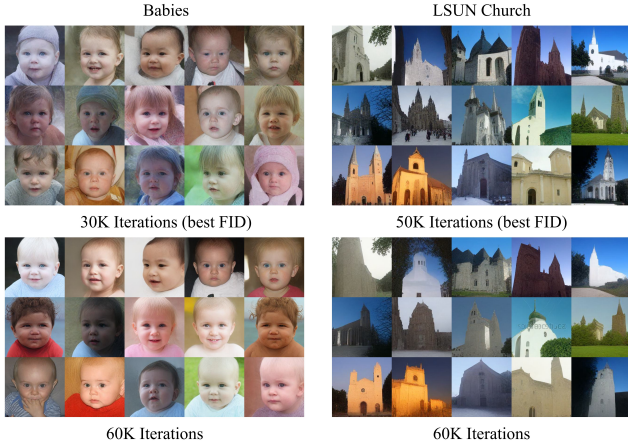 Babies
LSUN Church
30K Iterations (best FID)
50K Iterations (best FID)
60K Iterations
60K Iterations